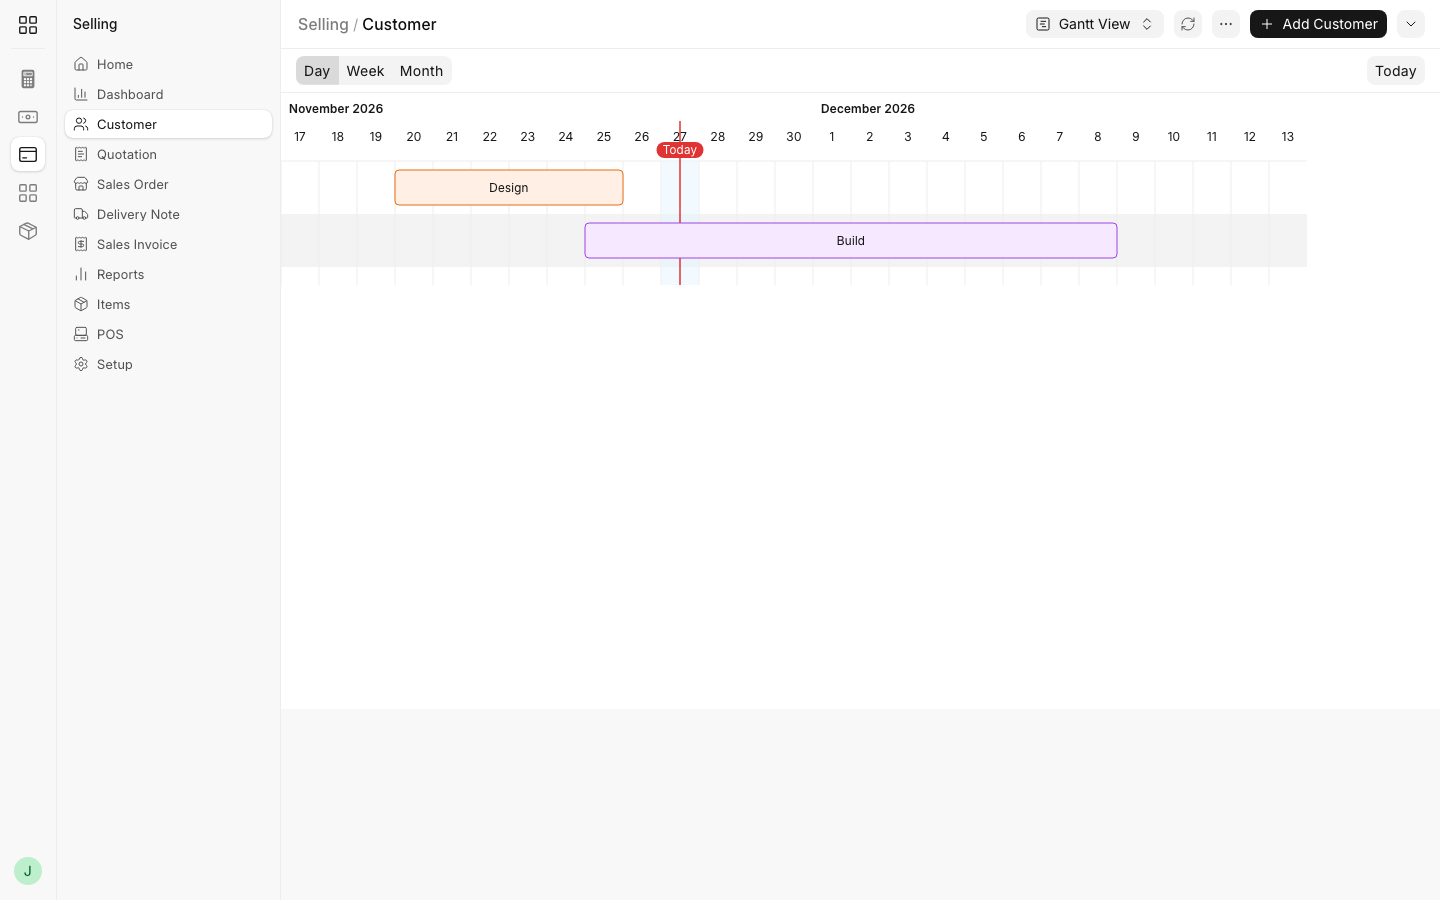 Selling
Home
Dashboard
Customer
Quotation
Sales Order
Delivery Note
Sales Invoice
Reports
Items
POS
Setup
J
Selling / Customer
Gantt View
Add Customer
Day Week Month
Today
November 2026 December 2026
17 18 19 20 21 22 23 24 25 26 27 28 29 30 1 2 3 4 5 6 7 8 9 10 11 12 13
Today
Design
Build